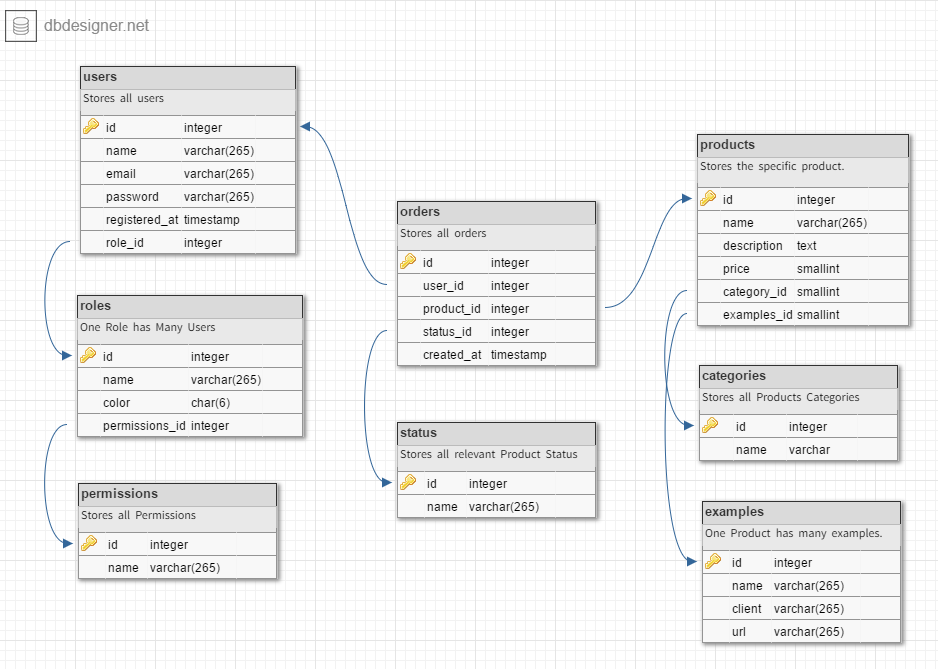 dbdesigner.net
users
Stores all users
id integer
name varchar(265)
email varchar(265)
password varchar(265)
registered_at timestamp
role_id integer
roles
One Role has Many Users
id integer
name varchar(265)
color char(6)
permissions_id integer
permissions
Stores all Permissions
id integer
name varchar(265)
orders
Stores all orders
id integer
user_id integer
product_id integer
status_id integer
created_at timestamp
status
Stores all relevant Product Status
id integer
name varchar(265)
products
Stores the specific product.
id integer
name varchar(265)
description text
price smallint
category_id smallint
examples_id smallint
categories
Stores all Products Categories
id integer
name varchar
examples
One Product has many examples.
id integer
name varchar(265)
client varchar(265)
url varchar(265)